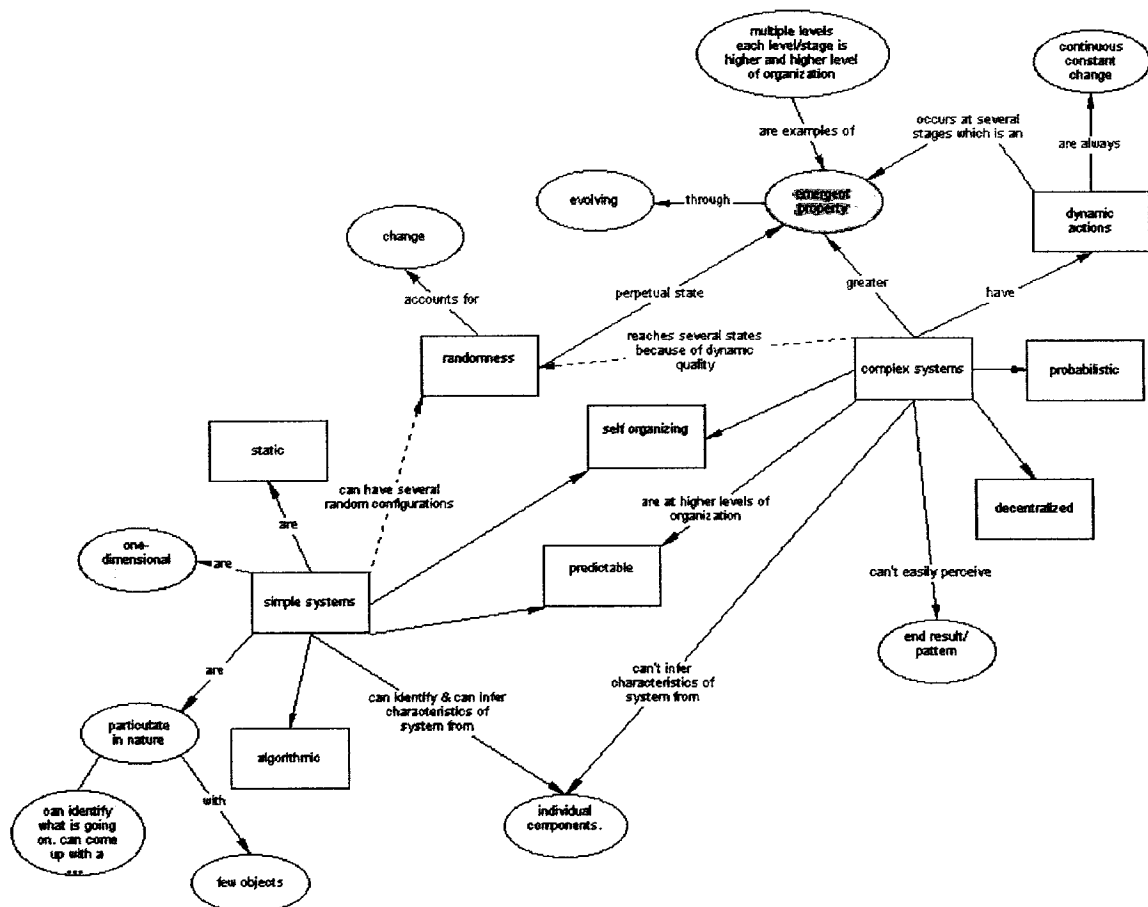 multiple levels
each level/stage is
higher and higher level
of organization
continuous
constant
change
occurs at several
stages which is an
are examples of
are always
emergent
property
evolving
through
dynamic
actions
change
greater
have
accounts for
perpetual state
reaches several states
because of dynamic
quality
randomness
complex systems
probabilistic
self organizing
static
can have several
random configurations
are at higher levels of
organization
decentralized
are
one-
dimensional
are
predictable
can't easily perceive
simple systems
end result/
pattern
are
can't infer
characteristics of
system from
can identify & can infer
characteristics of
system from
particulate
in nature
algorithmic
with
can identify
what is going
on. can come
up with a
...
individual
components.
few objects